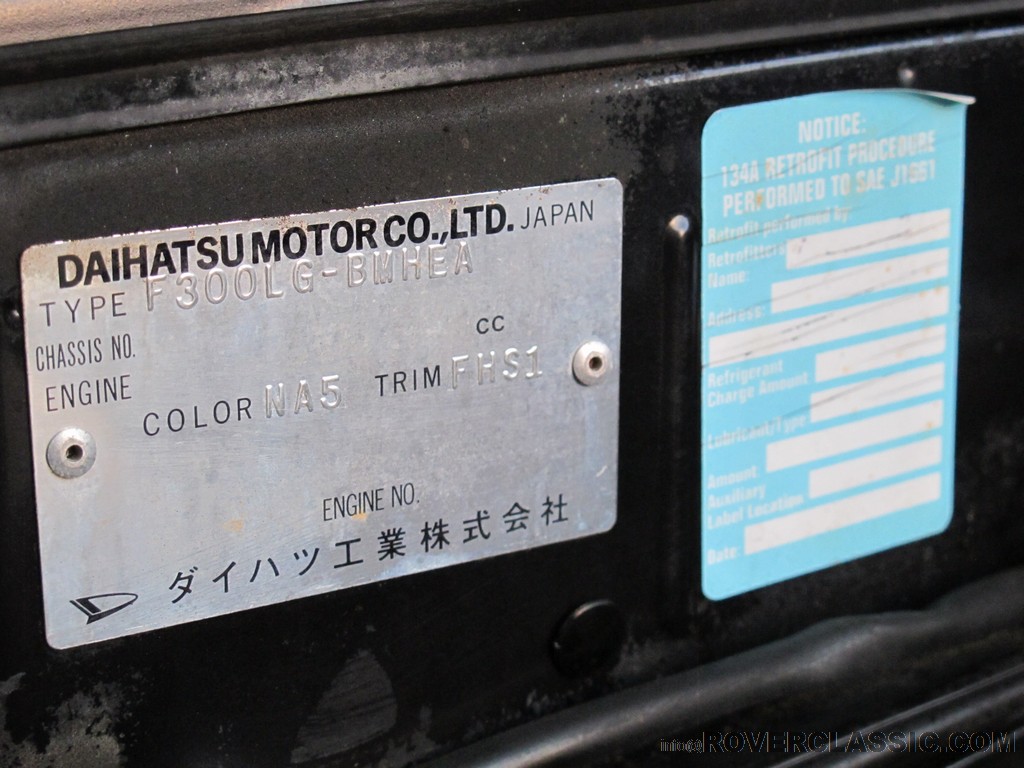 DAIHATSU MOTOR CO.,LTD. JAPAN
TYPE F300LG-BMHEA
CHASSIS NO.
CC
ENGINE
COLOR NA5 TRIM FHS1
ENGINE NO.
ダイハツ工業株式会社
NOTICE:
134A RETROFIT PROCEDURE
PERFORMED TO SAE J1661
Retrofit performed by:
Retrofitters
Name:
Address:
Refrigerant
Charge Amount
Lubricant/Type
Amount
Auxiliary
Label Location
Date:
info@ROVERCLASSIC.COM